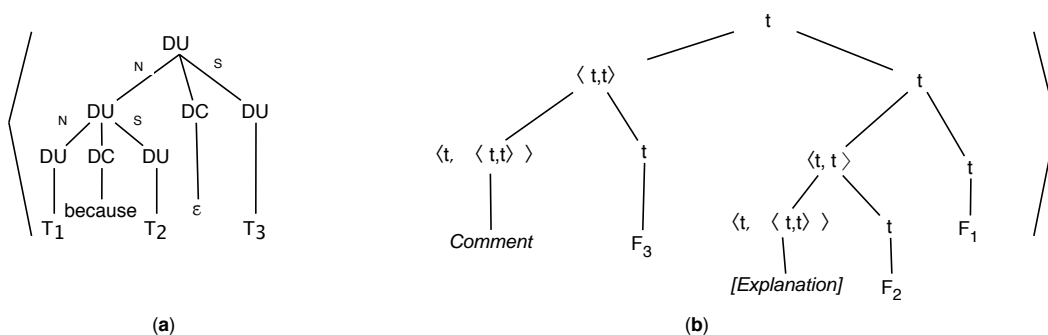 t
DU
N S
⟨ t,t⟩ t
DU DC DU
N S
DU DC DU
⟨t, ⟨ t,t⟩ ⟩ t ⟨t, t ⟩ t
because ε
T1 T2 T3
⟨t, ⟨ t,t⟩ ⟩ t F1
Comment F3
[Explanation] F2
(a) (b)